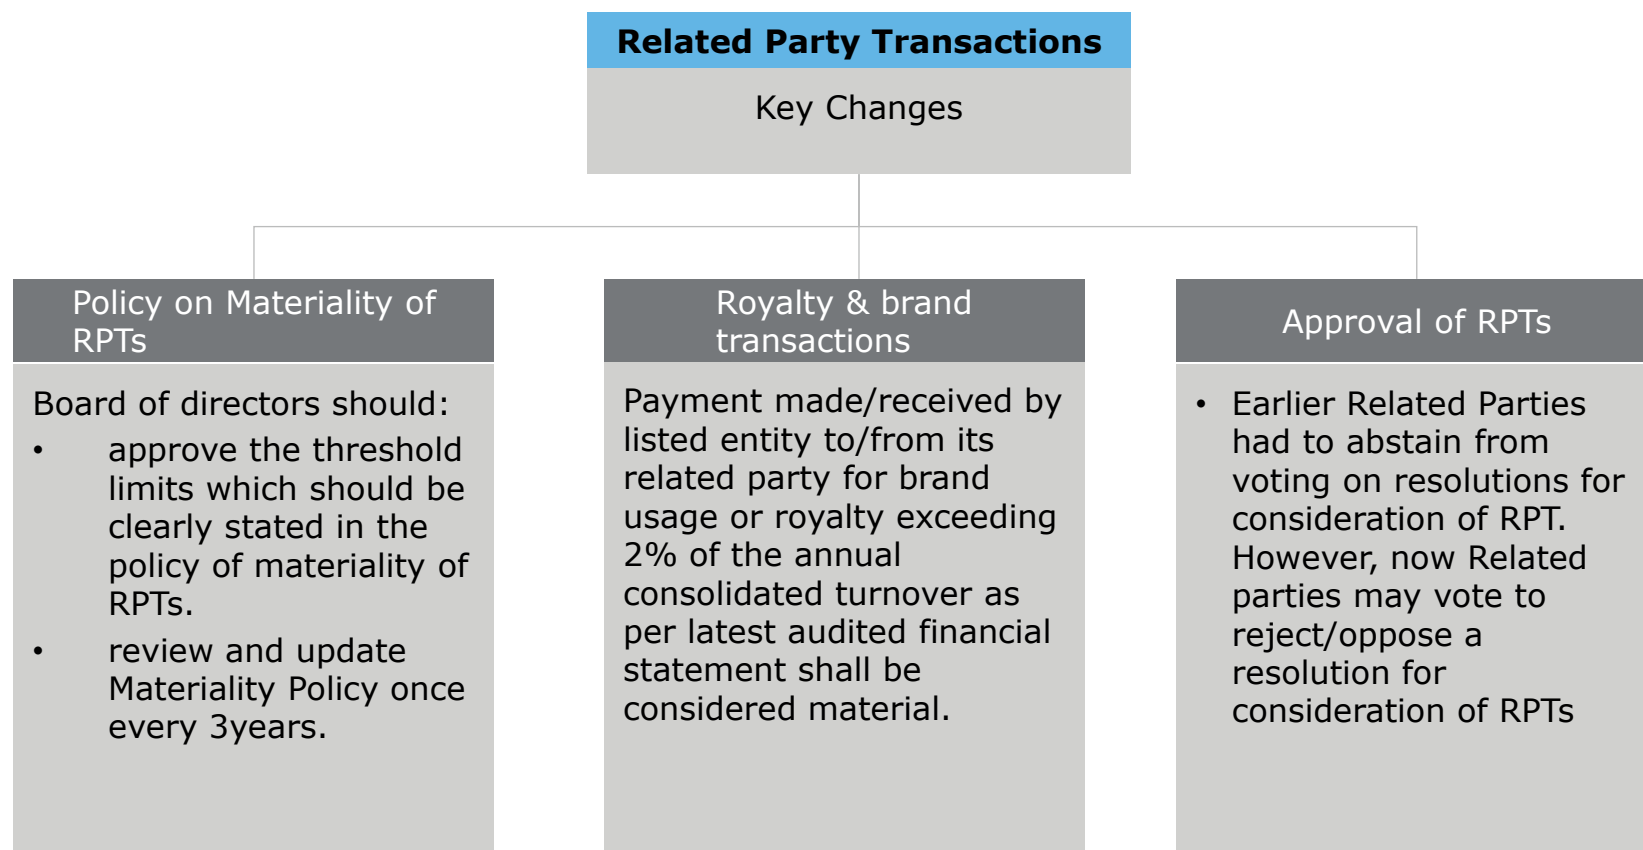 Related Party Transactions
Key Changes
Policy on Materiality of
RPTs
Board of directors should:
• approve the threshold
limits which should be
clearly stated in the
policy of materiality of
RPTs.
• review and update
Materiality Policy once
every 3years.
Royalty & brand
transactions
Payment made/received by
listed entity to/from its
related party for brand
usage or royalty exceeding
2% of the annual
consolidated turnover as
per latest audited financial
statement shall be
considered material.
Approval of RPTs
• Earlier Related Parties
had to abstain from
voting on resolutions for
consideration of RPT.
However, now Related
parties may vote to
reject/oppose a
resolution for
consideration of RPTs